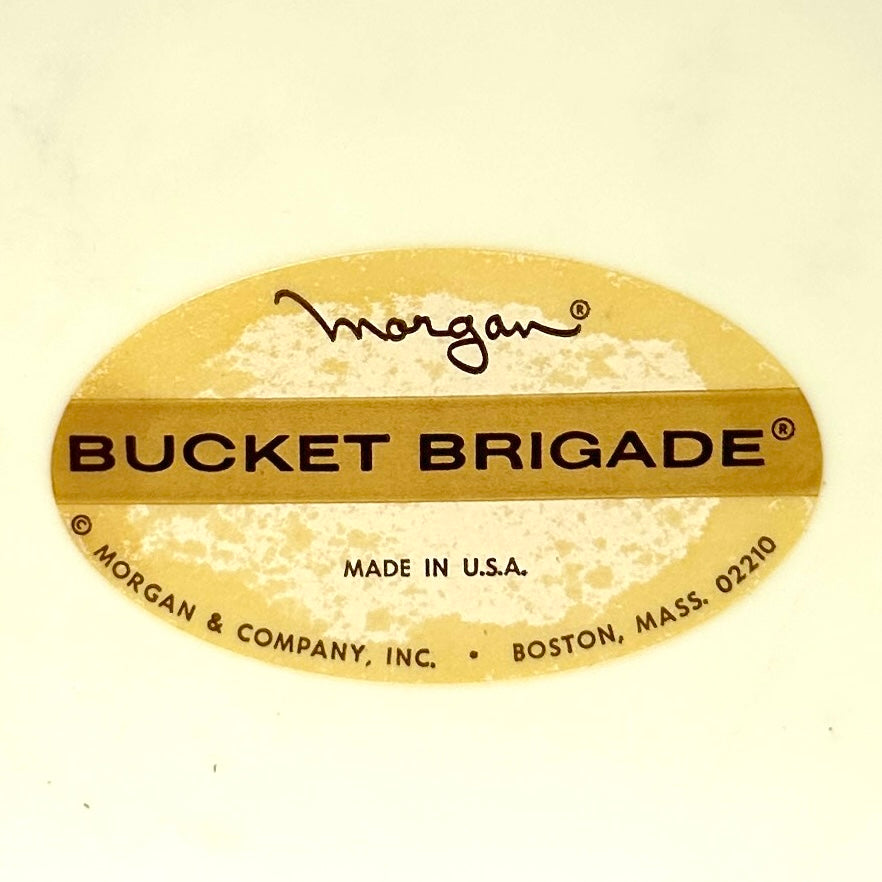 Morgan®
BUCKET BRIGADE®
MADE IN U.S.A.
© MORGAN & COMPANY, INC. • BOSTON, MASS. 02210